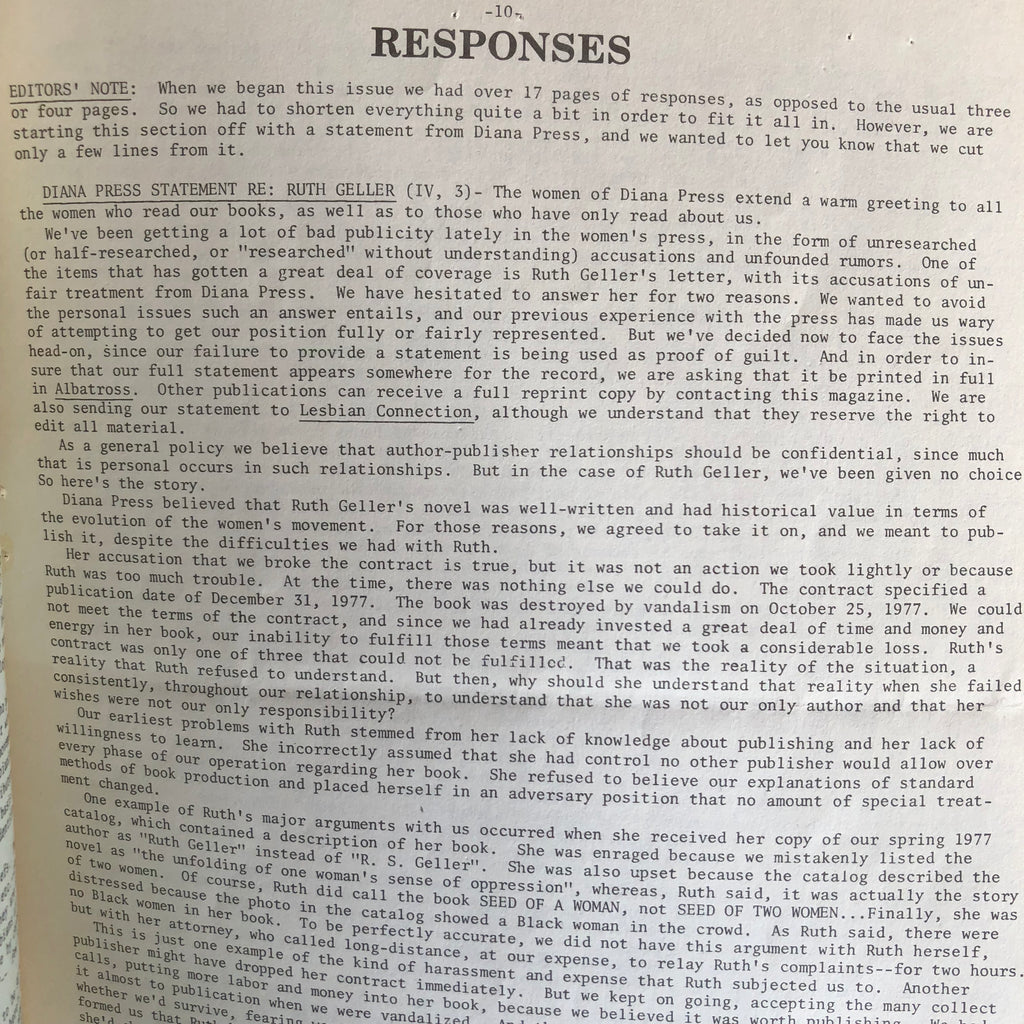 -10-
RESPONSES
EDITORS' NOTE: When we began this issue we had over 17 pages of responses, as opposed to the usual three
or four pages. So we had to shorten everything quite a bit in order to fit it all in. However, we are
starting this section off with a statement from Diana Press, and we wanted to let you know that we cut
only a few lines from it.
DIANA PRESS STATEMENT RE: RUTH GELLER (IV, 3)- The women of Diana Press extend a warm greeting to all
the women who read our books, as well as to those who have only read about us.
We've been getting a lot of bad publicity lately in the women's press, in the form of unresearched
(or half-researched, or "researched" without understanding) accusations and unfounded rumors. One of
the items that has gotten a great deal of coverage is Ruth Geller's letter, with its accusations of un-
fair treatment from Diana Press. We have hesitated to answer her for two reasons. We wanted to avoid
the personal issues such an answer entails, and our previous experience with the press has made us wary
of attempting to get our position fully or fairly represented. But we've decided now to face the issues
head-on, since our failure to provide a statement is being used as proof of guilt. And in order to in-
sure that our full statement appears somewhere for the record, we are asking that it be printed in full
in Albatross. Other publications can receive a full reprint copy by contacting this magazine. We are
also sending our statement to Lesbian Connection, although we understand that they reserve the right to
edit all material.
As a general policy we believe that author-publisher relationships should be confidential, since much
that is personal occurs in such relationships. But in the case of Ruth Geller, we've been given no choice
So here's the story.
Diana Press believed that Ruth Geller's novel was well-written and had historical value in terms of
the evolution of the women's movement. For those reasons, we agreed to take it on, and we meant to pub-
lish it, despite the difficulties we had with Ruth.
Her accusation that we broke the contract is true, but it was not an action we took lightly or because
Ruth was too much trouble. At the time, there was nothing else we could do. The contract specified a
publication date of December 31, 1977. The book was destroyed by vandalism on October 25, 1977. We could
not meet the terms of the contract, and since we had already invested a great deal of time and money and
energy in her book, our inability to fulfill those terms meant that we took a considerable loss. Ruth's
contract was only one of three that could not be fulfilled. That was the reality of the situation, a
reality that Ruth refused to understand. But then, why should she understand that reality when she failed
consistently, throughout our relationship, to understand that she was not our only author and that her
wishes were not our only responsibility?
Our earliest problems with Ruth stemmed from her lack of knowledge about publishing and her lack of
willingness to learn. She incorrectly assumed that she had control no other publisher would allow over
every phase of our operation regarding her book. She refused to believe our explanations of standard
methods of book production and placed herself in an adversary position that no amount of special treat-
ment changed.
One example of Ruth's major arguments with us occurred when she received her copy of our spring 1977
catalog, which contained a description of her book. She was enraged because we mistakenly listed the
author as "Ruth Geller" instead of "R. S. Geller". She was also upset because the catalog described the
novel as "the unfolding of one woman's sense of oppression", whereas, Ruth said, it was actually the story
of two women. Of course, Ruth did call the book SEED OF A WOMAN, not SEED OF TWO WOMEN...Finally, she was
distressed because the photo in the catalog showed a Black woman in the crowd. As Ruth said, there were
no Black women in her book. To be perfectly accurate, we did not have this argument with Ruth herself,
but with her attorney, who called long-distance, at our expense, to relay Ruth's complaints--for two hours.
This is just one example of the kind of harassment and expense that Ruth subjected us to. Another
publisher might have dropped her contract immediately. But we kept on going, accepting the many collect
calls, putting more labor and money into her book, because we believed it was worth publishing.
it almost to publication when we were vandalized.
whether we'd survive, fearing
formed us that
she'd